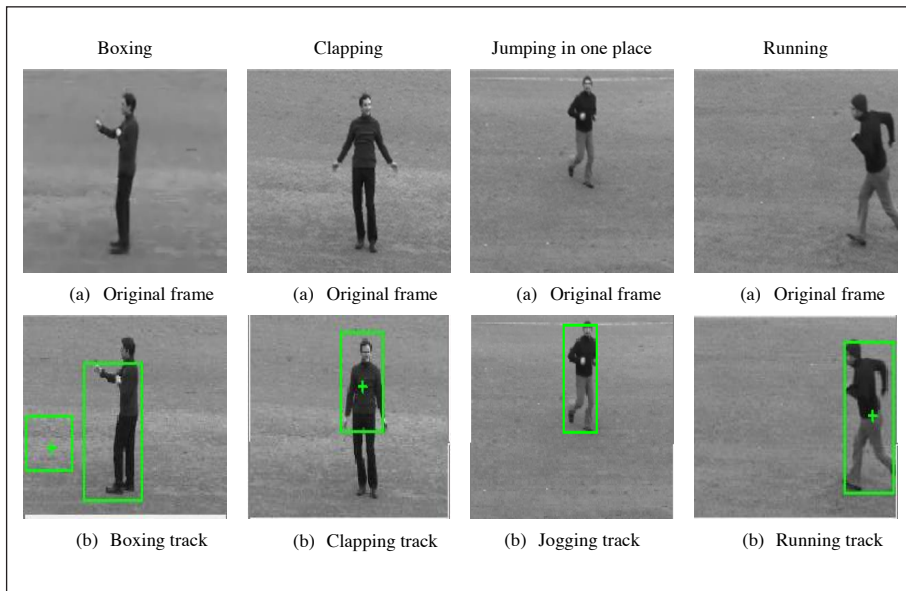 Boxing Clapping Jumping in one place Running
(a) Original frame (a) Original frame (a) Original frame (a) Original frame
(b) Boxing track (b) Clapping track (b) Jogging track (b) Running track